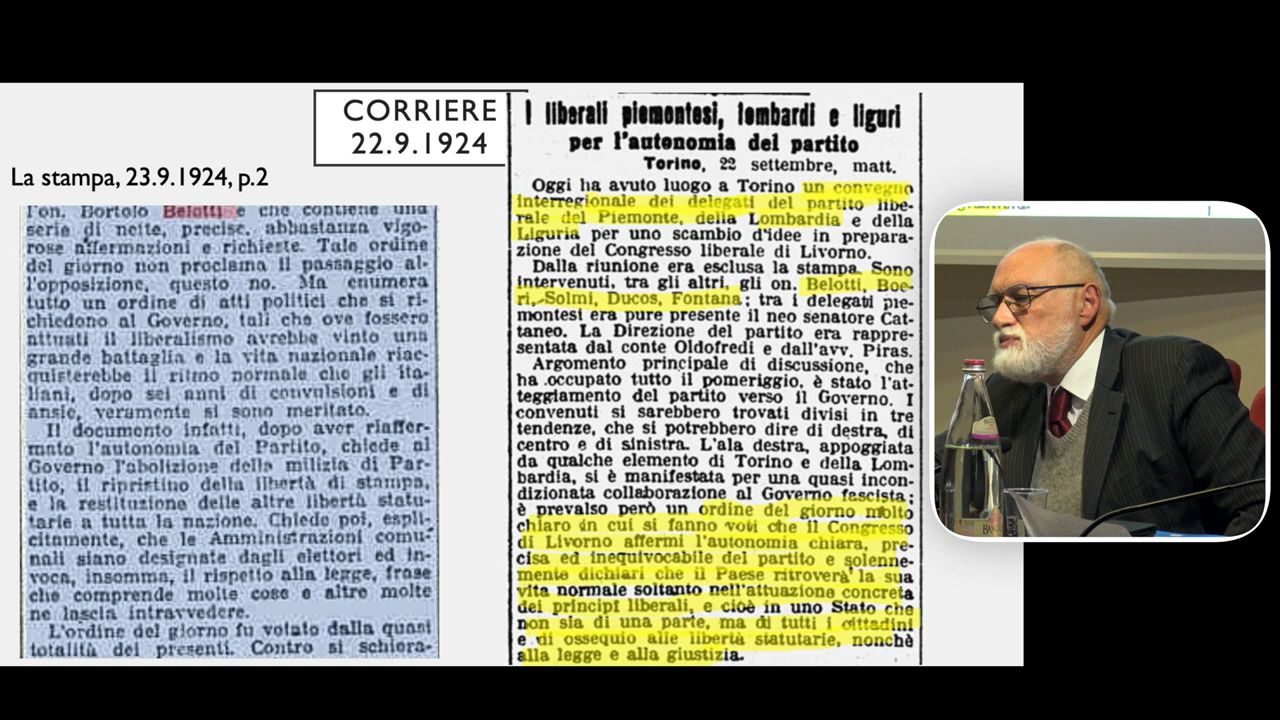 CORRIERE
22.9.1924
La stampa, 23.9.1924, p.2
l'on. Bortolo Belotti e che contiene una
serie di nette, precise, abbastanza vigo-
rose affermazioni e richieste. Tale ordine
del giorno non proclama il passaggio al-
l'opposizione, questo no. Ma enumera
tutto un ordine di atti politici che si ri-
chiedono al Governo, tali che ove fossero
attuati il liberalismo avrebbe vinto una
grande battaglia e la vita nazionale riac-
quisterebbe il ritmo normale che gli ita-
liani, dopo sei anni di convulsioni e di
ansie, veramente si sono meritato.
Il documento infatti, dopo aver riaffer-
mato l'autonomia del Partito, chiede al
Governo l'abolizione della milizia di Par-
tito, il ripristino della libertà di stampa,
e la restituzione delle altre libertà statu-
tarie a tutta la nazione. Chiede poi, espli-
citamente, che le Amministrazioni comu-
nali siano designate dagli elettori ed in-
voca, insomma, il rispetto alla legge, frase
che comprende molte cose e altre molte
ne lascia intravvedere.
L'ordine del giorno fu votato dalla quasi
totalità dei presenti. Contro si schiera-
I liberali piemontesi, lombardi e liguri
per l'autonomia del partito
Torino, 22 settembre, matt.
Oggi ha avuto luogo a Torino un convegno
interregionale dei delegati del partito libe-
rale del Piemonte, della Lombardia e della
Liguria per uno scambio d'idee in prepara-
zione del Congresso liberale di Livorno.
Dalla riunione era esclusa la stampa. Sono
intervenuti, tra gli altri, gli on. Belotti, Boe-
ri, Solmi, Ducos, Fontana; tra i delegati pie-
montesi era pure presente il neo senatore Cat-
taneo. La Direzione del partito era rappre-
sentata dal conte Oldofredi e dall'avv. Piras.
Argomento principale di discussione, che
ha occupato tutto il pomeriggio, è stato l'at-
teggiamento del partito verso il Governo. I
convenuti si sarebbero trovati divisi in tre
tendenze, che si potrebbero dire di destra, di
centro e di sinistra. L'ala destra, appoggiata
da qualche elemento di Torino e della Lom-
bardia, si è manifestata per una quasi incon-
dizionata collaborazione al Governo fascista;
è prevalso però un ordine del giorno molto
chiaro in cui si fanno voti che il Congresso
di Livorno affermi l'autonomia chiara, pre-
cisa ed inequivocabile del partito e solenne-
mente dichiari che il Paese ritroverà la sua
vita normale soltanto nell'attuazione concreta
dei principi liberali, e cioè in uno Stato che
non sia di una parte, ma di tutti i cittadini
e di ossequio alle libertà statutarie, nonchè
alla legge e alla giustizia.